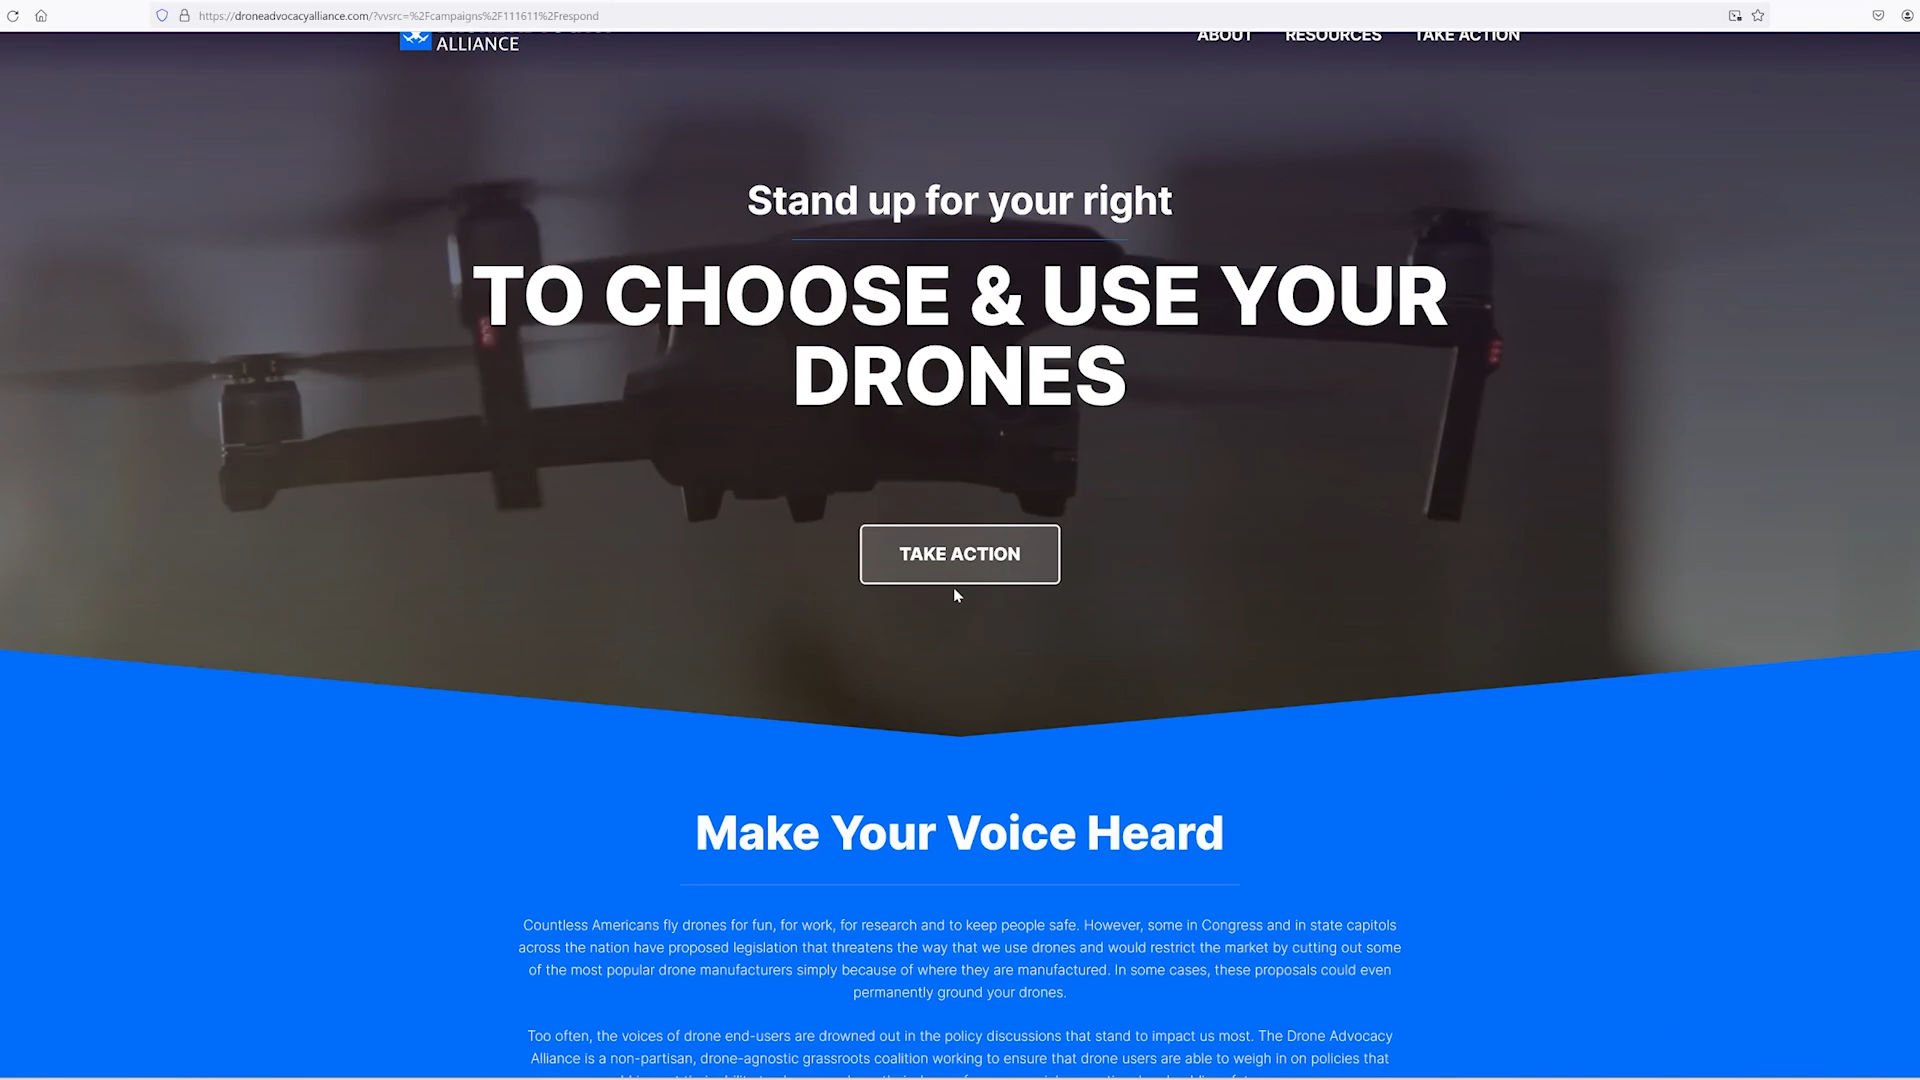 https://droneadvocacyalliance.com/?vvsrc=%2Fcampaigns%2F111611%2Frespond
ALLIANCE
ABOUT RESOURCES TAKE ACTION
Stand up for your right
TO CHOOSE & USE YOUR
DRONES
TAKE ACTION
Make Your Voice Heard
Countless Americans fly drones for fun, for work, for research and to keep people safe. However, some in Congress and in state capitols
across the nation have proposed legislation that threatens the way that we use drones and would restrict the market by cutting out some
of the most popular drone manufacturers simply because of where they are manufactured. In some cases, these proposals could even
permanently ground your drones.
Too often, the voices of drone end-users are drowned out in the policy discussions that stand to impact us most. The Drone Advocacy
Alliance is a non-partisan, drone-agnostic grassroots coalition working to ensure that drone users are able to weigh in on policies that